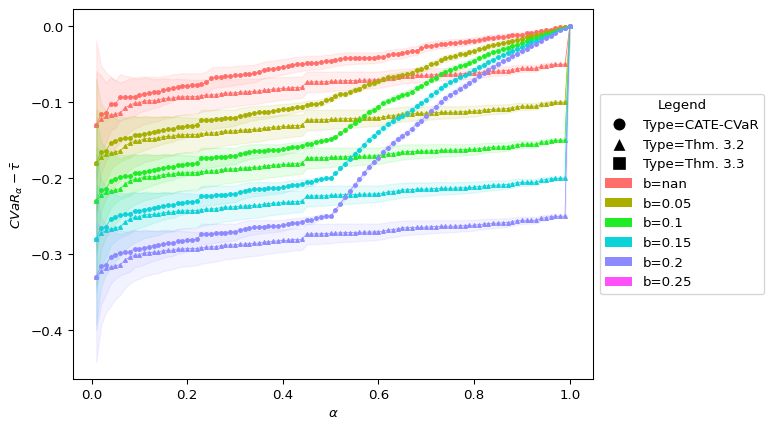 0.0
−0.1
−0.2
−0.3
−0.4
CVaR_α − τ̄
0.0 0.2 0.4 0.6 0.8 1.0
α
Legend
Type=CATE-CVaR
Type=Thm. 3.2
Type=Thm. 3.3
b=nan
b=0.05
b=0.1
b=0.15
b=0.2
b=0.25